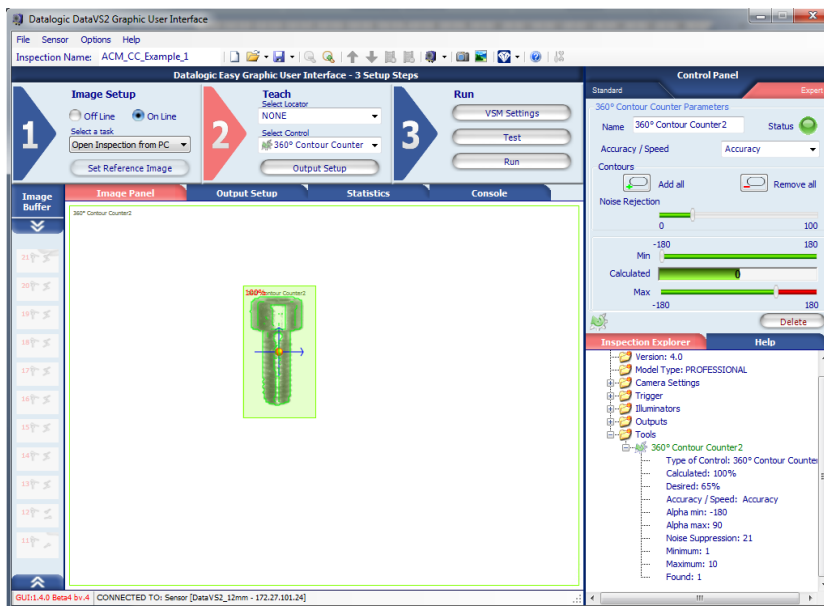 Datalogic DataVS2 Graphic User Interface
File Sensor Options Help
Inspection Name: ACM_CC_Example_1
Datalogic Easy Graphic User Interface - 3 Setup Steps
1
Image Setup
Off Line On Line
Select a task
Open Inspection from PC
Set Reference Image
2
Teach
Select Locator
NONE
Select Control
360° Contour Counter
Output Setup
3
Run
VSM Settings
Test
Run
Image Buffer
21
20
19
18
17
16
15
14
13
12
11
Image Panel Output Setup Statistics Console
360° Contour Counter2
100% Contour Counter2
GUI:1.4.0 Beta4 bv.4 CONNECTED TO: Sensor [DataVS2_12mm - 172.27.101.24]
Control Panel
Standard Expert
360° Contour Counter Parameters
Name 360° Contour Counter2 Status
Accuracy / Speed Accuracy
Contours
Add all Remove all
Noise Rejection
0 100
-180 180
Min
Calculated 0
Max
-180 180
Delete
Inspection Explorer Help
Version: 4.0
Model Type: PROFESSIONAL
Camera Settings
Trigger
Illuminators
Outputs
Tools
360° Contour Counter2
Type of Control: 360° Contour Counter
Calculated: 100%
Desired: 65%
Accuracy / Speed: Accuracy
Alpha min: -180
Alpha max: 90
Noise Suppression: 21
Minimum: 1
Maximum: 10
Found: 1